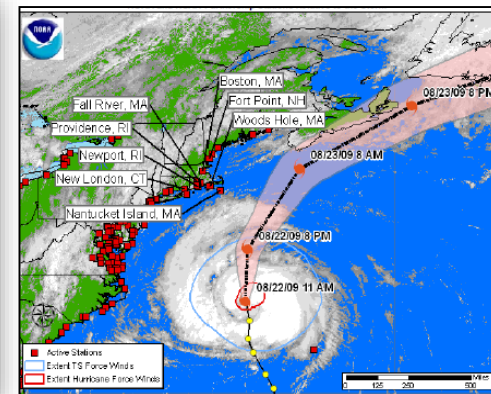 NOAA
Boston, MA
Fall River, MA
Fort Point, NH
Providence, RI
Woods Hole, MA
Newport, RI
New London, CT
Nantucket Island, MA
08/23/09 8 PM
08/23/09 8 AM
08/22/09 8 PM
08/22/09 11 AM
Active Stations
Extent TS Force Winds
Extent Hurricane Force Winds
Miles
0 125 250 500